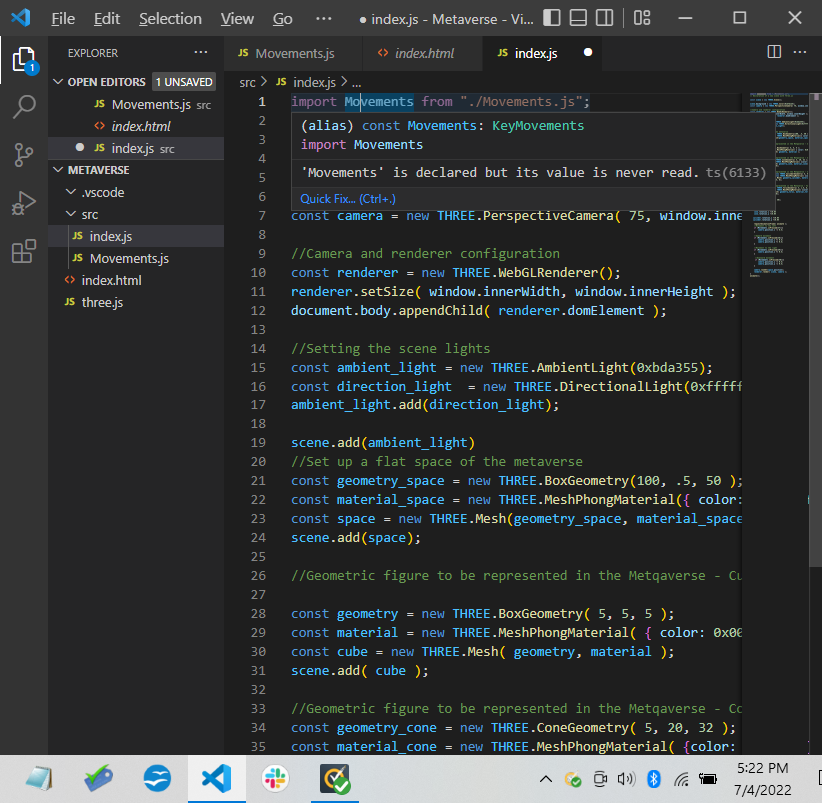 File Edit Selection View Go ··· ● index.js - Metaverse - Vi...
EXPLORER ···
OPEN EDITORS 1 UNSAVED
JS Movements.js src
<> index.html
● JS index.js src
METAVERSE
.vscode
src
JS index.js
JS Movements.js
<> index.html
JS three.js
1
JS Movements.js <> index.html JS index.js ●
src > JS index.js > ...
1 import Movements from "./Movements.js";
2
(alias) const Movements: KeyMovements
import Movements
'Movements' is declared but its value is never read. ts(6133)
Quick Fix... (Ctrl+.)
3
4
5
6
7 const camera = new THREE.PerspectiveCamera( 75, window.inne
8
9 //Camera and renderer configuration
10 const renderer = new THREE.WebGLRenderer();
11 renderer.setSize( window.innerWidth, window.innerHeight );
12 document.body.appendChild( renderer.domElement );
13
14 //Setting the scene lights
15 const ambient_light = new THREE.AmbientLight(0xbda355);
16 const direction_light  = new THREE.DirectionalLight(0xfffff
17 ambient_light.add(direction_light);
18
19 scene.add(ambient_light)
20 //Set up a flat space of the metaverse
21 const geometry_space = new THREE.BoxGeometry(100, .5, 50 );
22 const material_space = new THREE.MeshPhongMaterial({ color:
23 const space = new THREE.Mesh(geometry_space, material_space
24 scene.add(space);
25
26 //Geometric figure to be represented in the Metqaverse - Cu
27
28 const geometry = new THREE.BoxGeometry( 5, 5, 5 );
29 const material = new THREE.MeshPhongMaterial( { color: 0x00
30 const cube = new THREE.Mesh( geometry, material );
31 scene.add( cube );
32
33 //Geometric figure to be represented in the Metqaverse - Co
34 const geometry_cone = new THREE.ConeGeometry( 5, 20, 32 );
35 const material_cone = new THREE.MeshPhongMaterial( {color:
5:22 PM
7/4/2022